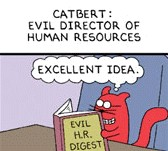 CATBERT:
EVIL DIRECTOR OF
HUMAN RESOURCES
EXCELLENT IDEA.
EVIL
H.R.
DIGEST